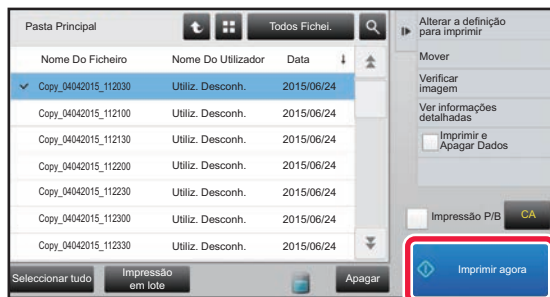 Pasta Principal
Todos Fichei.
Nome Do Ficheiro Nome Do Utilizador Data
Copy_04042015_112030 Utiliz. Desconh. 2015/06/24
Copy_04042015_112100 Utiliz. Desconh. 2015/06/24
Copy_04042015_112130 Utiliz. Desconh. 2015/06/24
Copy_04042015_112200 Utiliz. Desconh. 2015/06/24
Copy_04042015_112230 Utiliz. Desconh. 2015/06/24
Copy_04042015_112300 Utiliz. Desconh. 2015/06/24
Copy_04042015_112330 Utiliz. Desconh. 2015/06/24
Seleccionar tudo
Impressão
em lote
Apagar
Alterar a definição
para imprimir
Mover
Verificar
imagem
Ver informações
detalhadas
Imprimir e
Apagar Dados
Impressão P/B
CA
Imprimir agora